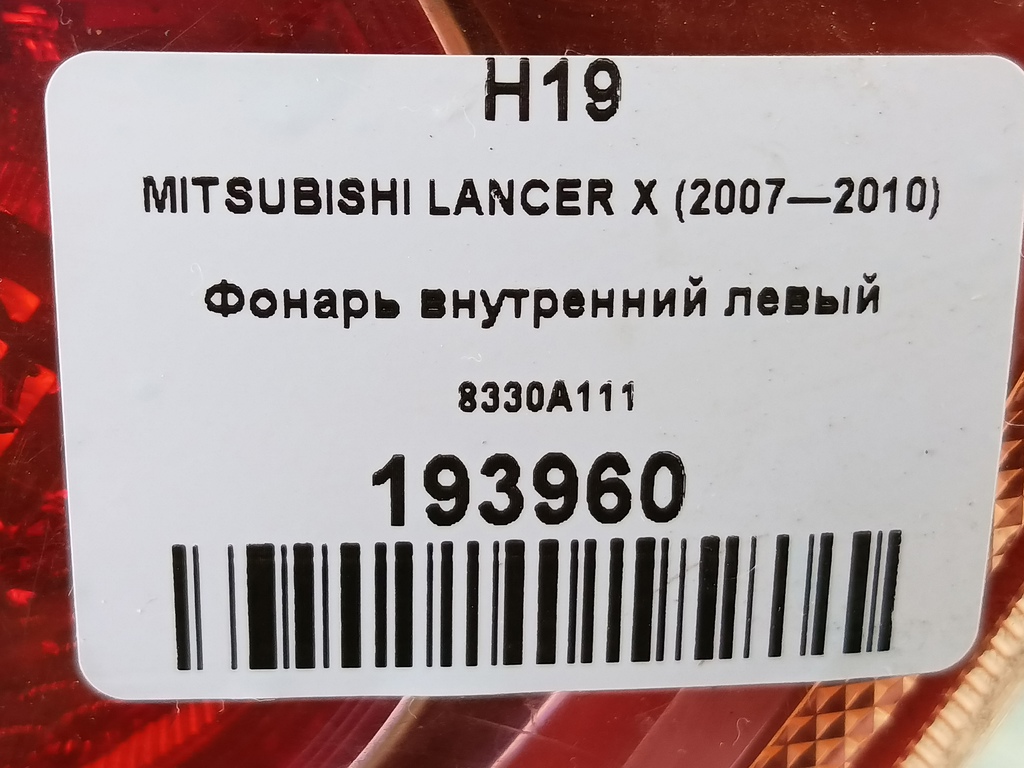 H19
MITSUBISHI LANCER X (2007—2010)
Фонарь внутренний левый
8330A111
193960